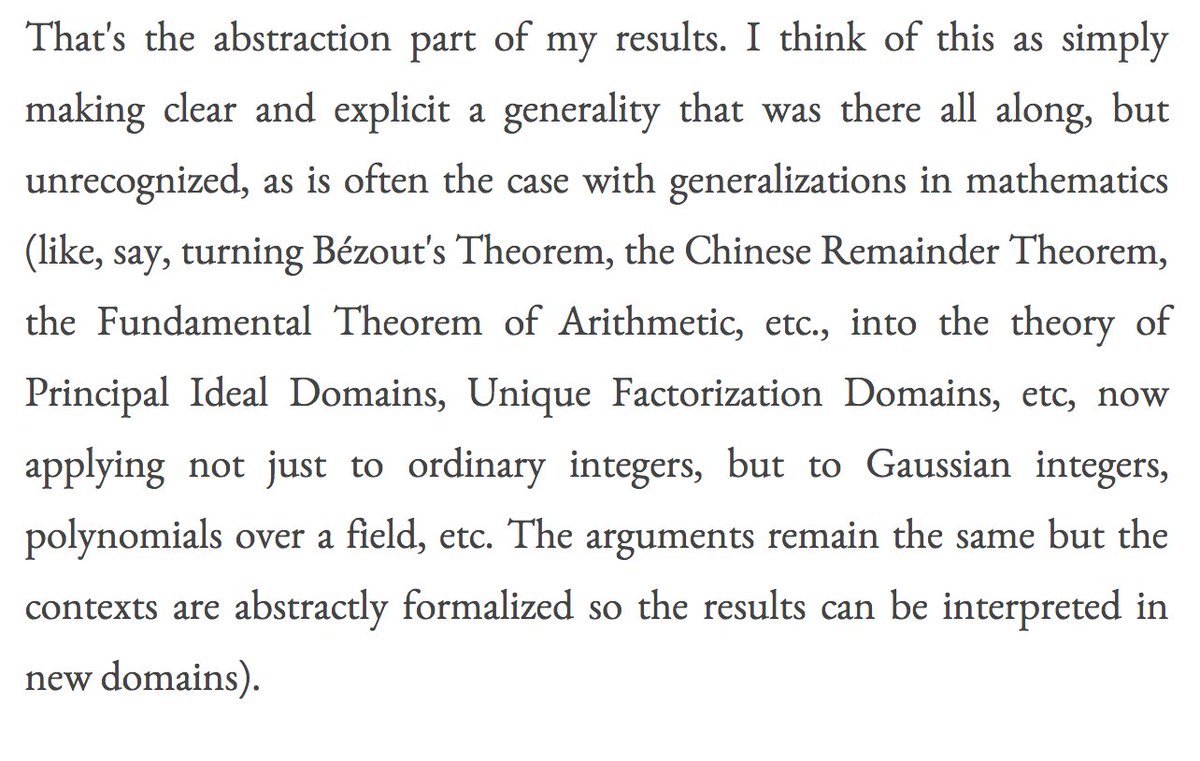 That's the abstraction part of my results. I think of this as simply
making clear and explicit a generality that was there all along, but
unrecognized, as is often the case with generalizations in mathematics
(like, say, turning Bézout's Theorem, the Chinese Remainder Theorem,
the Fundamental Theorem of Arithmetic, etc., into the theory of
Principal Ideal Domains, Unique Factorization Domains, etc, now
applying not just to ordinary integers, but to Gaussian integers,
polynomials over a field, etc. The arguments remain the same but the
contexts are abstractly formalized so the results can be interpreted in
new domains).